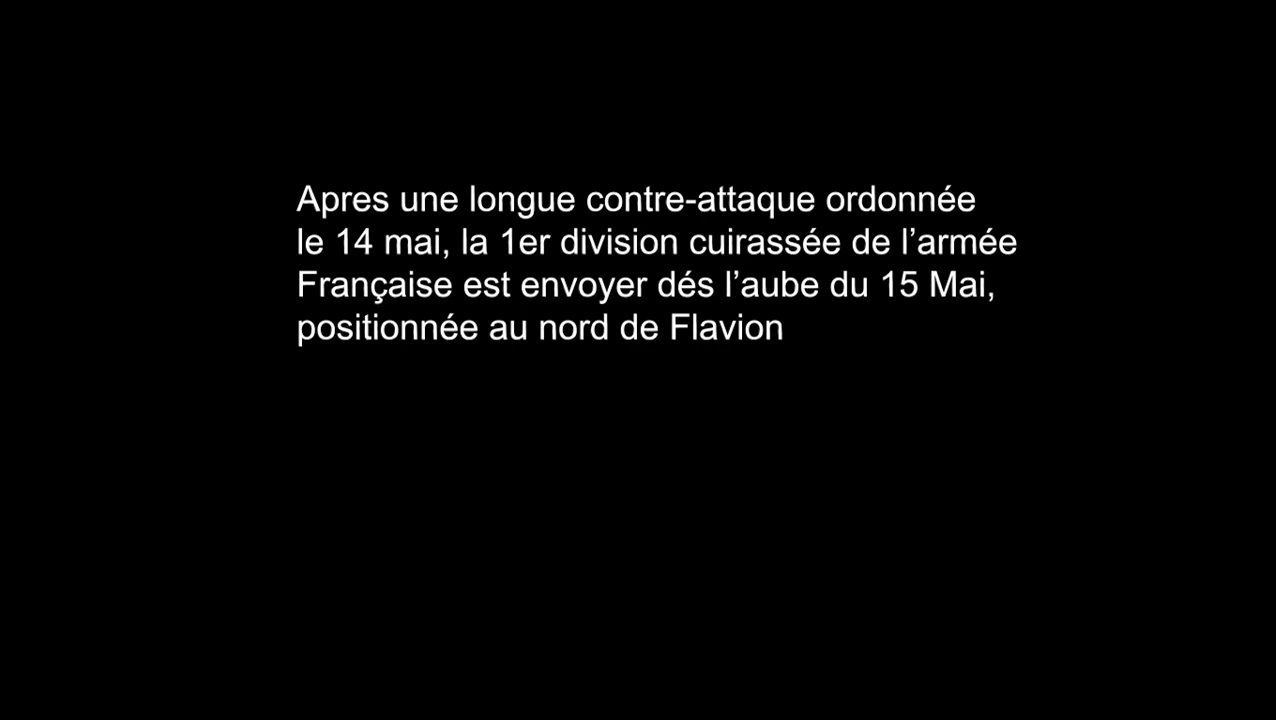 Apres une longue contre-attaque ordonnée
le 14 mai, la 1er division cuirassée de l’armée
Française est envoyer dés l’aube du 15 Mai,
positionnée au nord de Flavion